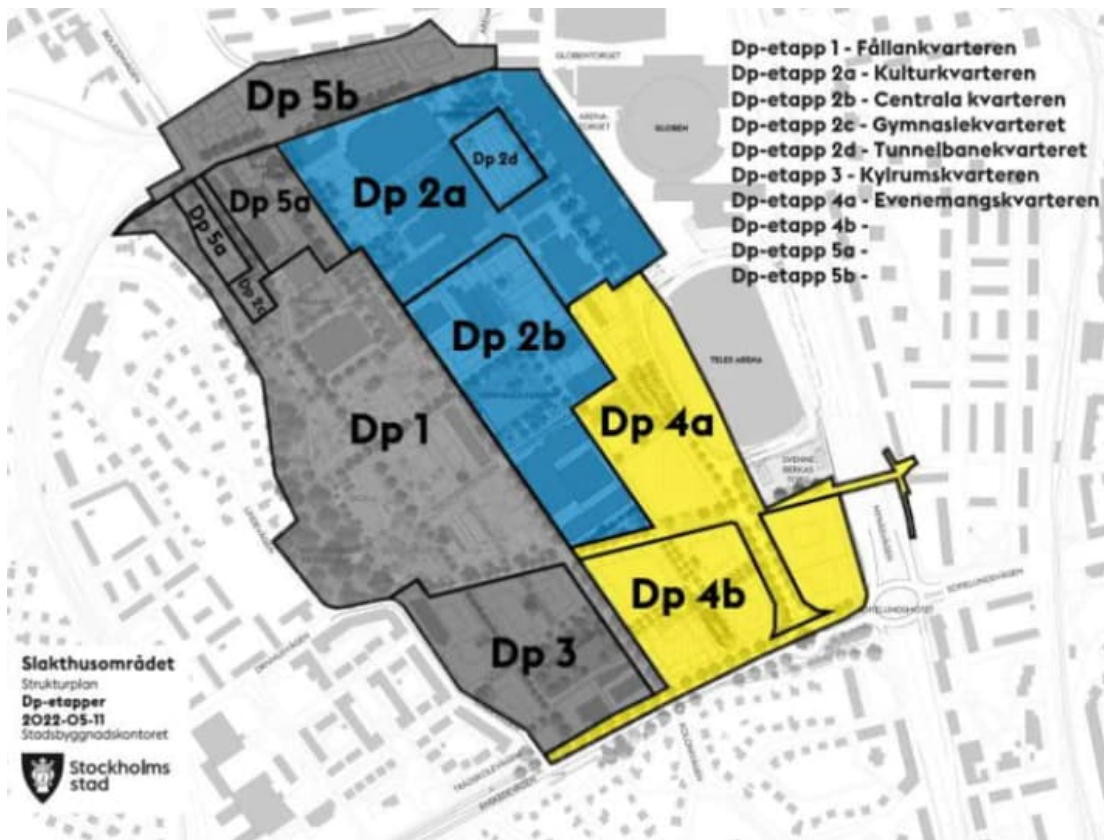 Dp-etapp 1 - Fållankvarteren
Dp-etapp 2a - Kulturkvarteren
Dp-etapp 2b - Centrala kvarteren
Dp-etapp 2c - Gymnasiekvarteret
Dp-etapp 2d - Tunnelbanekvarteret
Dp-etapp 3 - Kylrumskvarteren
Dp-etapp 4a - Evenemangskvarteren
Dp-etapp 4b -
Dp-etapp 5a -
Dp-etapp 5b -
GLOBENTORGET
ARENA-
TORGET
GLOBEN
Dp 5b
Dp 2d
Dp 2a
Dp 5a
Dp 5a
Dp 2c
Dp 2b
TELE2 ARENA
Dp 1
Dp 4a
Dp 4b
Dp 3
Slakthusområdet
Strukturplan
Dp-etapper
2022-05-11
Stadsbyggnadskontoret
Stockholms
stad